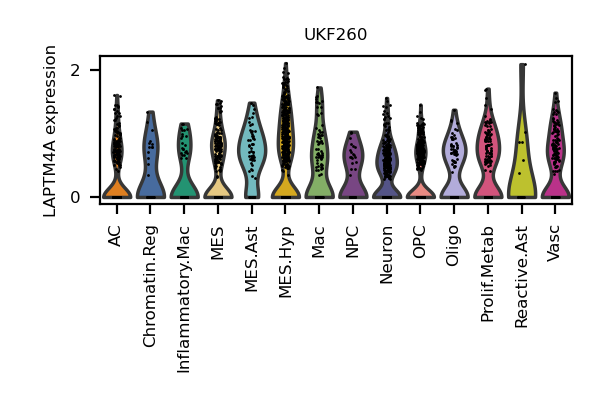 UKF260
LAPTM4A expression
2
0
AC
Chromatin.Reg
Inflammatory.Mac
MES
MES.Ast
MES.Hyp
Mac
NPC
Neuron
OPC
Oligo
Prolif.Metab
Reactive.Ast
Vasc